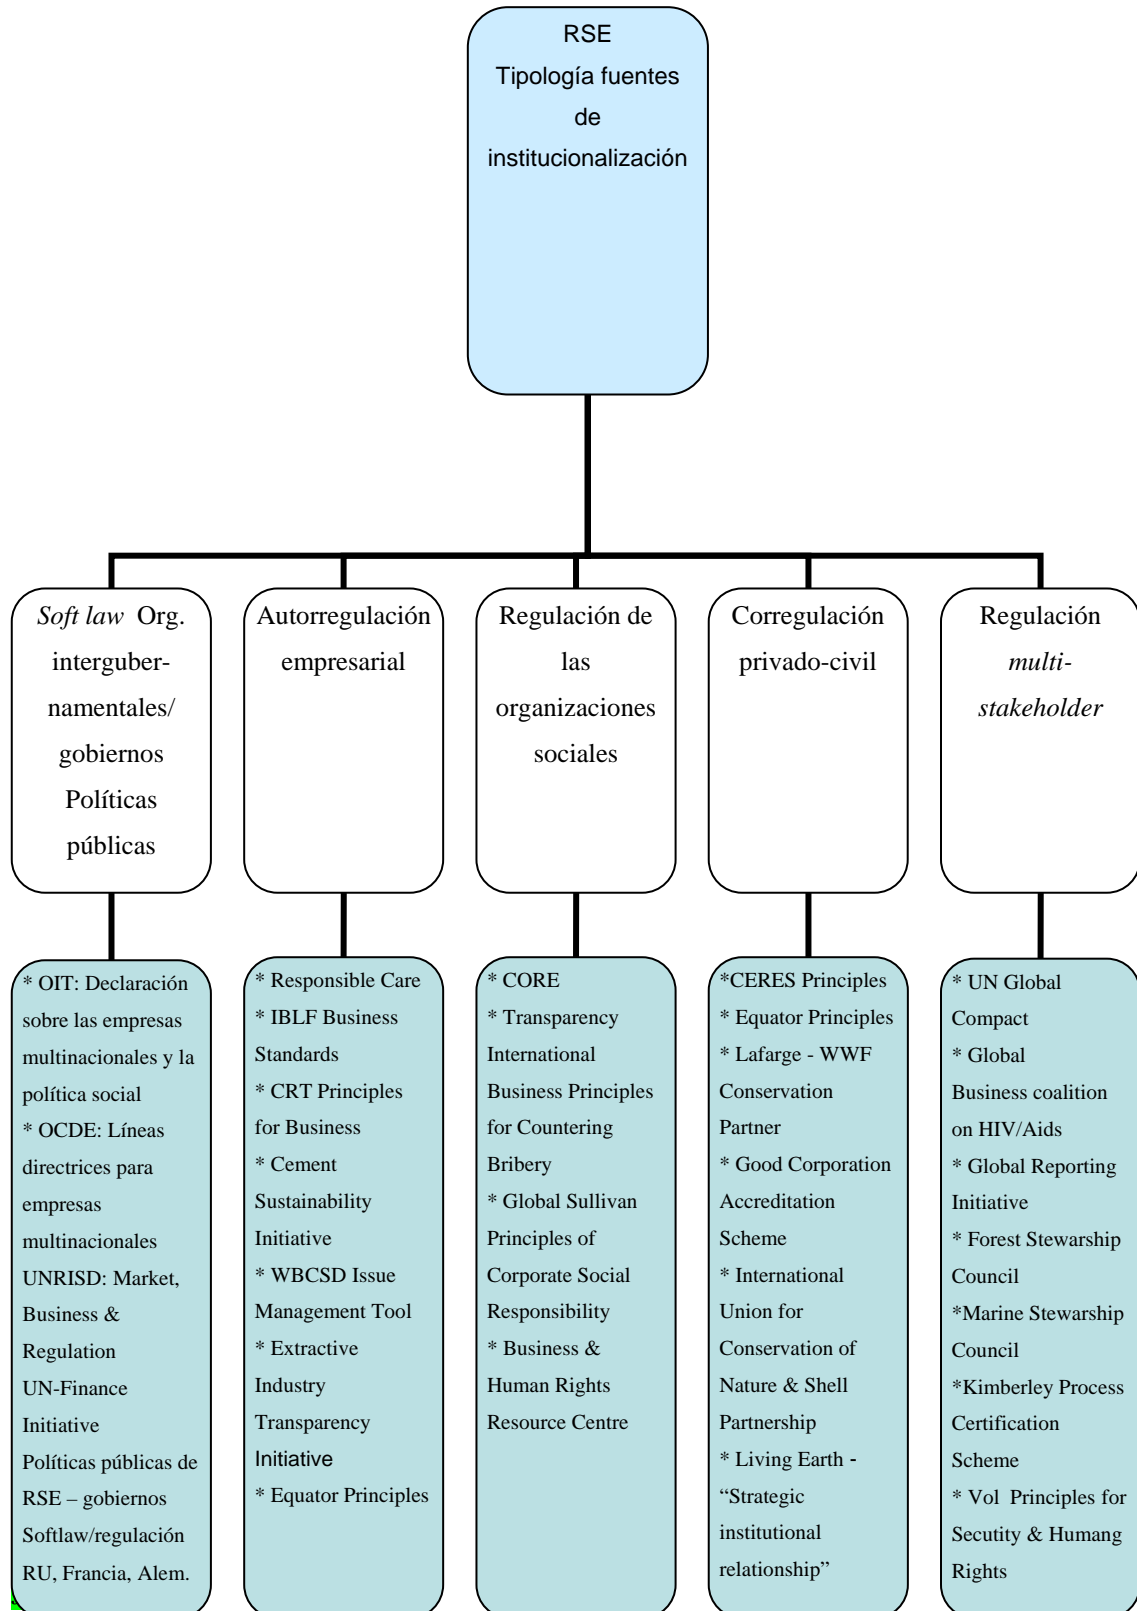 RSE
Tipología fuentes
de
institucionalización
Soft law Org.
interguber-
namentales/
gobiernos
Políticas
públicas
Autorregulación
empresarial
Regulación de
las
organizaciones
sociales
Corregulación
privado-civil
Regulación
multi-
stakeholder
* OIT: Declaración
sobre las empresas
multinacionales y la
política social
* OCDE: Líneas
directrices para
empresas
multinacionales
UNRISD: Market,
Business &
Regulation
UN-Finance
Initiative
Políticas públicas de
RSE – gobiernos
Softlaw/regulación
RU, Francia, Alem.
* Responsible Care
* IBLF Business
Standards
* CRT Principles
for Business
* Cement
Sustainability
Initiative
* WBCSD Issue
Management Tool
* Extractive
Industry
Transparency
Initiative
* Equator Principles
* CORE
* Transparency
International
Business Principles
for Countering
Bribery
* Global Sullivan
Principles of
Corporate Social
Responsibility
* Business &
Human Rights
Resource Centre
*CERES Principles
* Equator Principles
* Lafarge - WWF
Conservation
Partner
* Good Corporation
Accreditation
Scheme
* International
Union for
Conservation of
Nature & Shell
Partnership
* Living Earth -
“Strategic
institutional
relationship”
* UN Global
Compact
* Global
Business coalition
on HIV/Aids
* Global Reporting
Initiative
* Forest Stewarship
Council
*Marine Stewarship
Council
*Kimberley Process
Certification
Scheme
* Vol Principles for
Secutity & Humang
Rights